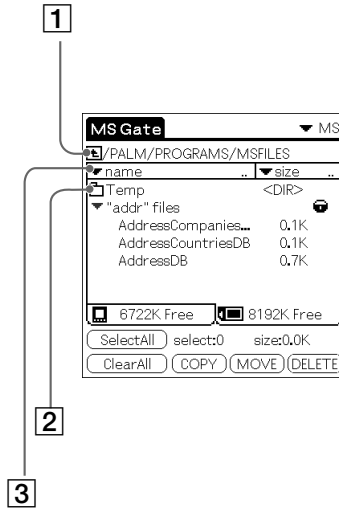 1
MS Gate ▼ MS
/PALM/PROGRAMS/MSFILES
▼ name .. ▼ size ..
Temp <DIR>
▼ "addr" files
AddressCompanies... 0.1K
AddressCountriesDB 0.1K
AddressDB 0.7K
6722K Free 8192K Free
SelectAll select:0 size:0.0K
ClearAll COPY MOVE DELETE
2
3